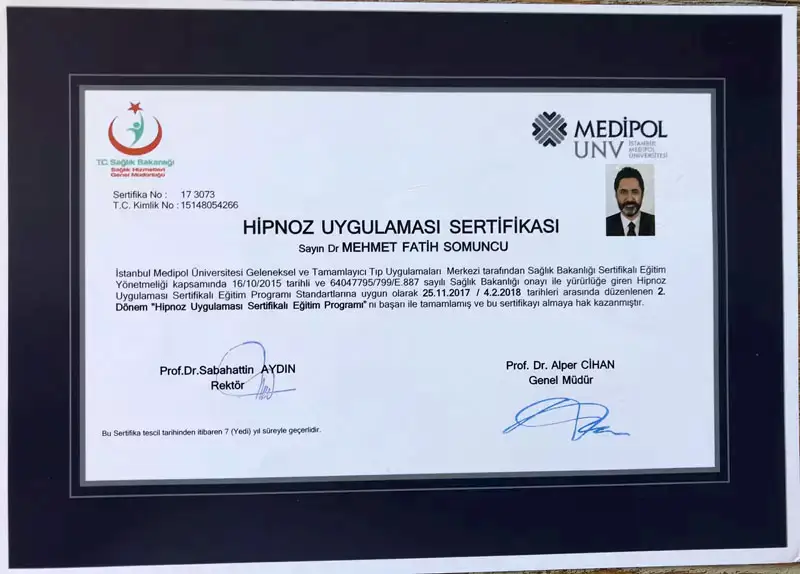 T.C. Sağlık Bakanlığı
Sağlık Hizmetleri
Genel Müdürlüğü
MEDİPOL
UNV İSTANBUL
MEDİPOL
ÜNİVERSİTESİ
Sertifika No : 17 3073
T.C. Kimlik No : 15148054266
HİPNOZ UYGULAMASI SERTİFİKASI
Sayın Dr MEHMET FATİH SOMUNCU
İstanbul Medipol Üniversitesi Geleneksel ve Tamamlayıcı Tıp Uygulamaları Merkezi tarafından Sağlık Bakanlığı Sertifikalı Eğitim
Yönetmeliği kapsamında 16/10/2015 tarihli ve 64047795/799/E.887 sayılı Sağlık Bakanlığı onayı ile yürürlüğe giren Hipnoz
Uygulaması Sertifikalı Eğitim Programı Standartlarına uygun olarak 25.11.2017 / 4.2.2018 tarihleri arasında düzenlenen 2.
Dönem "Hipnoz Uygulaması Sertifikalı Eğitim Programı" nı başarı ile tamamlamış ve bu sertifikayı almaya hak kazanmıştır.
Prof.Dr.Sabahattin AYDIN
Rektör
Prof. Dr. Alper CİHAN
Genel Müdür
Bu Sertifika tescil tarihinden itibaren 7 (Yedi) yıl süreyle geçerlidir.